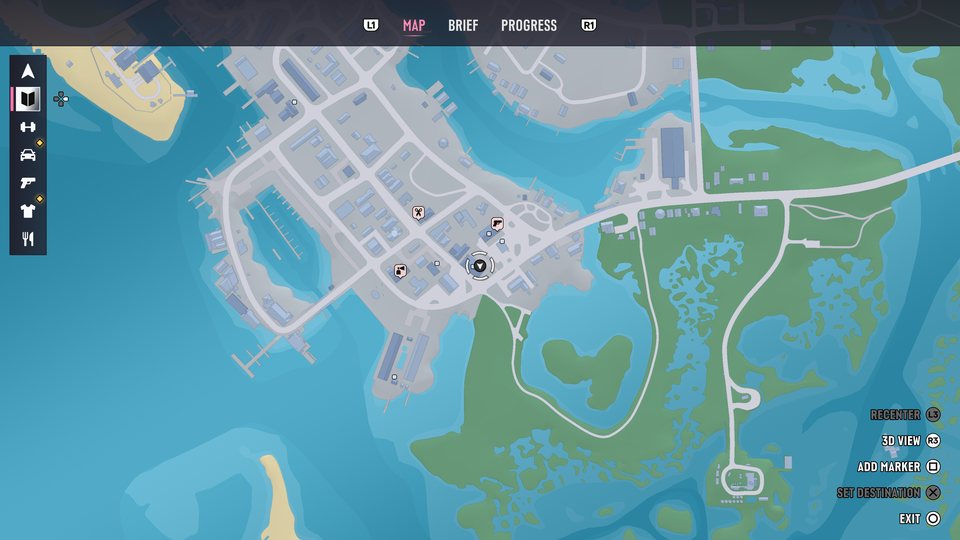 L1 MAP BRIEF PROGRESS R1
RECENTER L3
3D VIEW R3
ADD MARKER
SET DESTINATION
EXIT